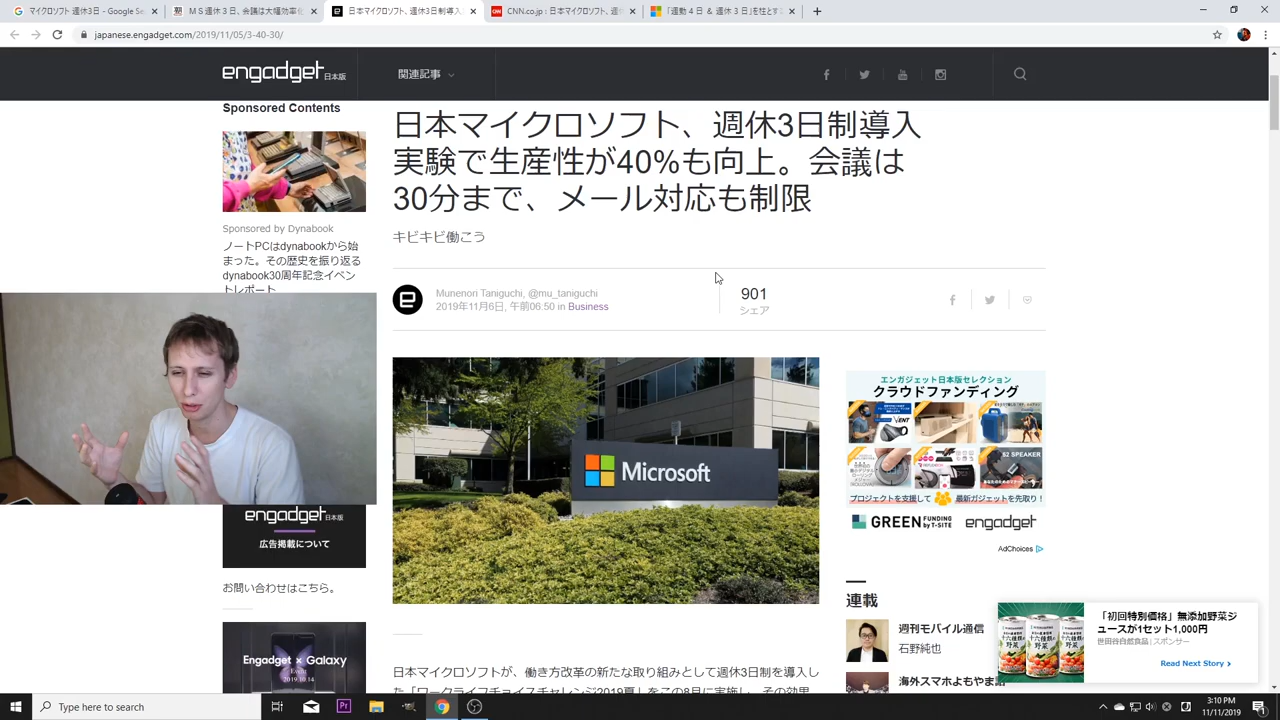 マイクロソフト 週休3日 - Google Se
MS週休3日、会議は大幅効率化
日本マイクロソフト、週休3日導入
CNN.co.jp : 日本マイクロソフト、週
「週勤 4 日 & 週休 3 日」を柱とす
japanese.engadget.com/2019/11/05/3-40-30/
engadget 日本版
関連記事
Sponsored Contents
Sponsored by Dynabook
ノートPCはdynabookから始
まった。その歴史を振り返る
dynabook30周年記念イベン
トレポート
日本マイクロソフト、週休3日制導入
実験で生産性が40%も向上。会議は
30分まで、メール対応も制限
キビキビ働こう
Munenori Taniguchi, @mu_taniguchi
2019年11月6日, 午前06:50 in Business
901
シェア
Microsoft
エンガジェット日本版セレクション
クラウドファンディング
プロジェクトを支援して
最新ガジェットを先取り!
GREEN FUNDING by T-SITE
engadget
AdChoices
engadget 日本版
広告掲載について
お問い合わせはこちら。
Engadget × Galaxy
2019.10.14
連載
週刊モバイル通信
石野純也
海外スマホよもやま話
「初回特別価格」無添加野菜ジ
ュースが1セット1,000円
世田谷自然食品 | スポンサー
Read Next Story
日本マイクロソフトが、働き方改革の新たな取り組みとして週休3日制を導入し
た「ワークライフチョイスチャレンジ2019夏」をこの8月に実施し、その効果
Type here to search
3:10 PM
11/11/2019